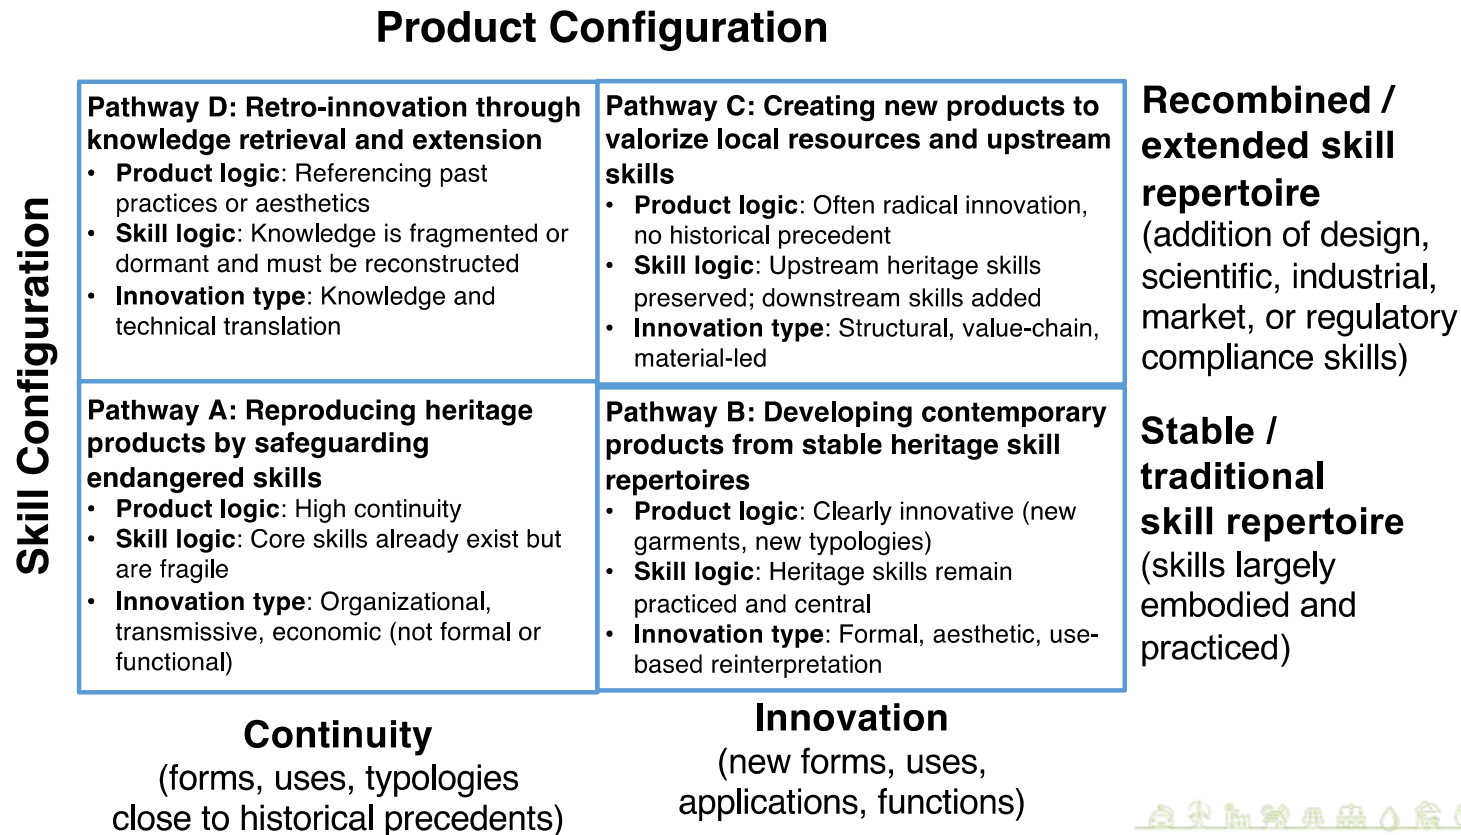 Product Configuration
Skill Configuration
Pathway D: Retro-innovation through
knowledge retrieval and extension
• Product logic: Referencing past
practices or aesthetics
• Skill logic: Knowledge is fragmented or
dormant and must be reconstructed
• Innovation type: Knowledge and
technical translation
Pathway C: Creating new products to
valorize local resources and upstream
skills
• Product logic: Often radical innovation,
no historical precedent
• Skill logic: Upstream heritage skills
preserved; downstream skills added
• Innovation type: Structural, value-chain,
material-led
Recombined /
extended skill
repertoire
(addition of design,
scientific, industrial,
market, or regulatory
compliance skills)
Pathway A: Reproducing heritage
products by safeguarding
endangered skills
• Product logic: High continuity
• Skill logic: Core skills already exist but
are fragile
• Innovation type: Organizational,
transmissive, economic (not formal or
functional)
Pathway B: Developing contemporary
products from stable heritage skill
repertoires
• Product logic: Clearly innovative (new
garments, new typologies)
• Skill logic: Heritage skills remain
practiced and central
• Innovation type: Formal, aesthetic, use-
based reinterpretation
Stable /
traditional
skill repertoire
(skills largely
embodied and
practiced)
Continuity
(forms, uses, typologies
close to historical precedents)
Innovation
(new forms, uses,
applications, functions)